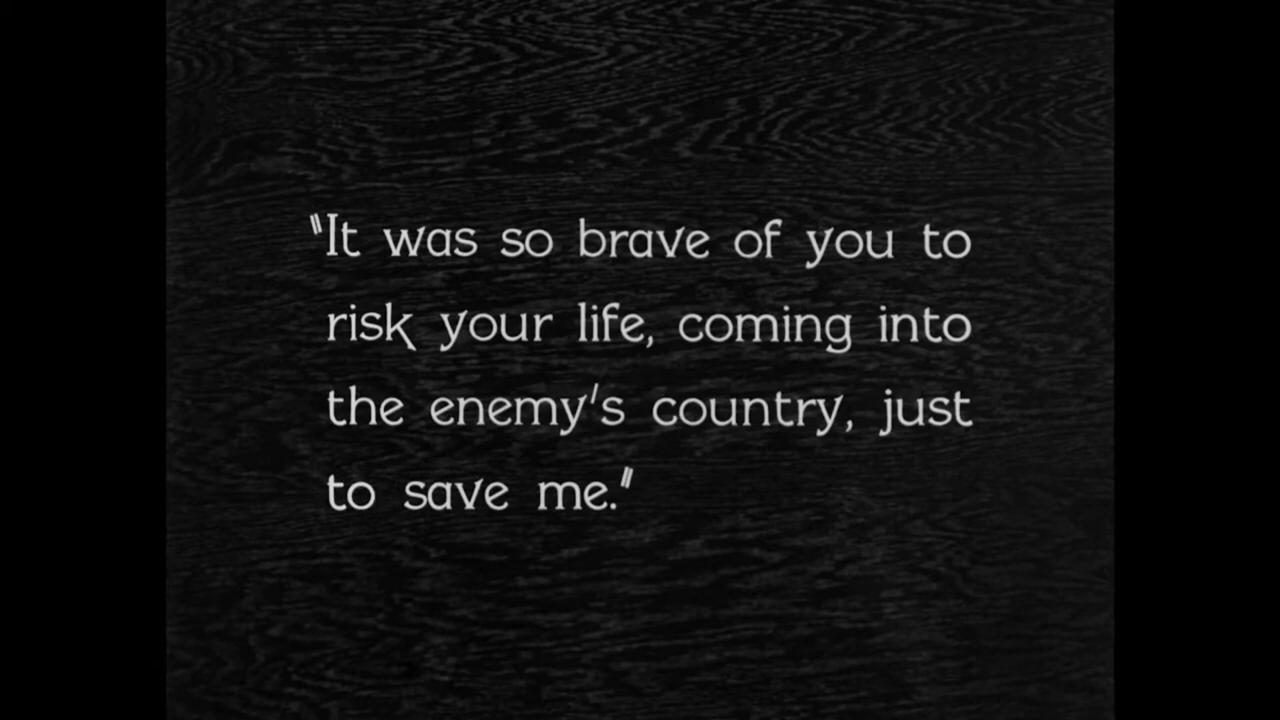 "It was so brave of you to
risk your life, coming into
the enemy's country, just
to save me."